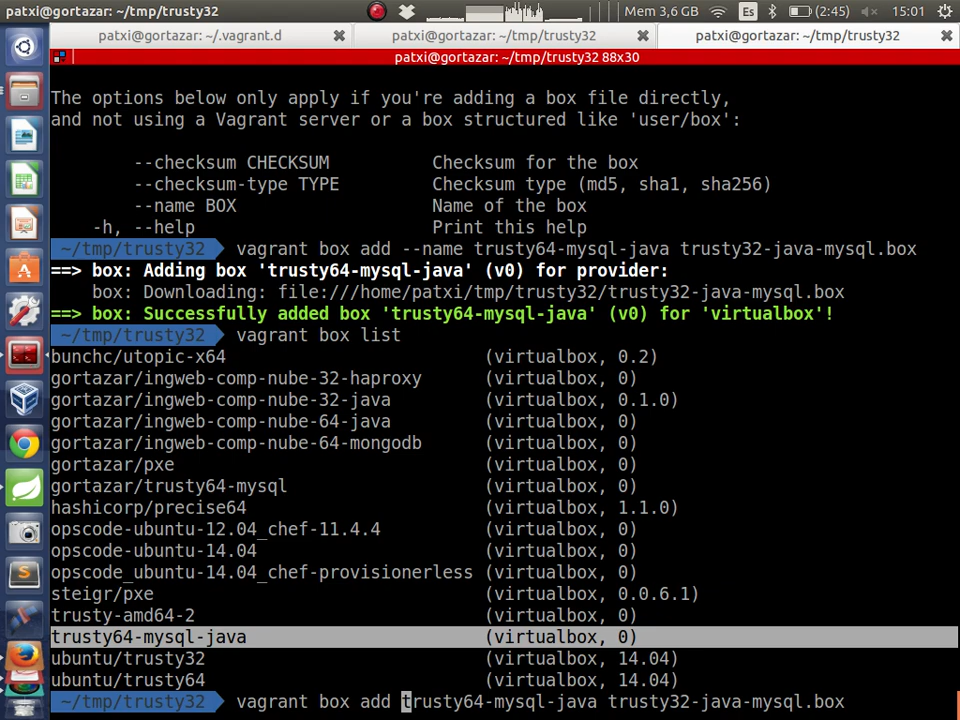 patxi@gortazar: ~/tmp/trusty32 Mem 3,6 GB Es (2:45) 15:01
patxi@gortazar: ~/.vagrant.d patxi@gortazar: ~/tmp/trusty32 patxi@gortazar: ~/tmp/trusty32
patxi@gortazar: ~/tmp/trusty32 88x30
The options below only apply if you're adding a box file directly,
and not using a Vagrant server or a box structured like 'user/box':
--checksum CHECKSUM Checksum for the box
--checksum-type TYPE Checksum type (md5, sha1, sha256)
--name BOX Name of the box
-h, --help Print this help
~/tmp/trusty32 vagrant box add --name trusty64-mysql-java trusty32-java-mysql.box
==> box: Adding box 'trusty64-mysql-java' (v0) for provider:
box: Downloading: file:///home/patxi/tmp/trusty32/trusty32-java-mysql.box
==> box: Successfully added box 'trusty64-mysql-java' (v0) for 'virtualbox'!
~/tmp/trusty32 vagrant box list
bunchc/utopic-x64 (virtualbox, 0.2)
gortazar/ingweb-comp-nube-32-haproxy (virtualbox, 0)
gortazar/ingweb-comp-nube-32-java (virtualbox, 0.1.0)
gortazar/ingweb-comp-nube-64-java (virtualbox, 0)
gortazar/ingweb-comp-nube-64-mongodb (virtualbox, 0)
gortazar/pxe (virtualbox, 0)
gortazar/trusty64-mysql (virtualbox, 0)
hashicorp/precise64 (virtualbox, 1.1.0)
opscode-ubuntu-12.04_chef-11.4.4 (virtualbox, 0)
opscode-ubuntu-14.04 (virtualbox, 0)
opscode_ubuntu-14.04_chef-provisionerless (virtualbox, 0)
steigr/pxe (virtualbox, 0.0.6.1)
trusty-amd64-2 (virtualbox, 0)
trusty64-mysql-java (virtualbox, 0)
ubuntu/trusty32 (virtualbox, 14.04)
ubuntu/trusty64 (virtualbox, 14.04)
~/tmp/trusty32 vagrant box add trusty64-mysql-java trusty32-java-mysql.box